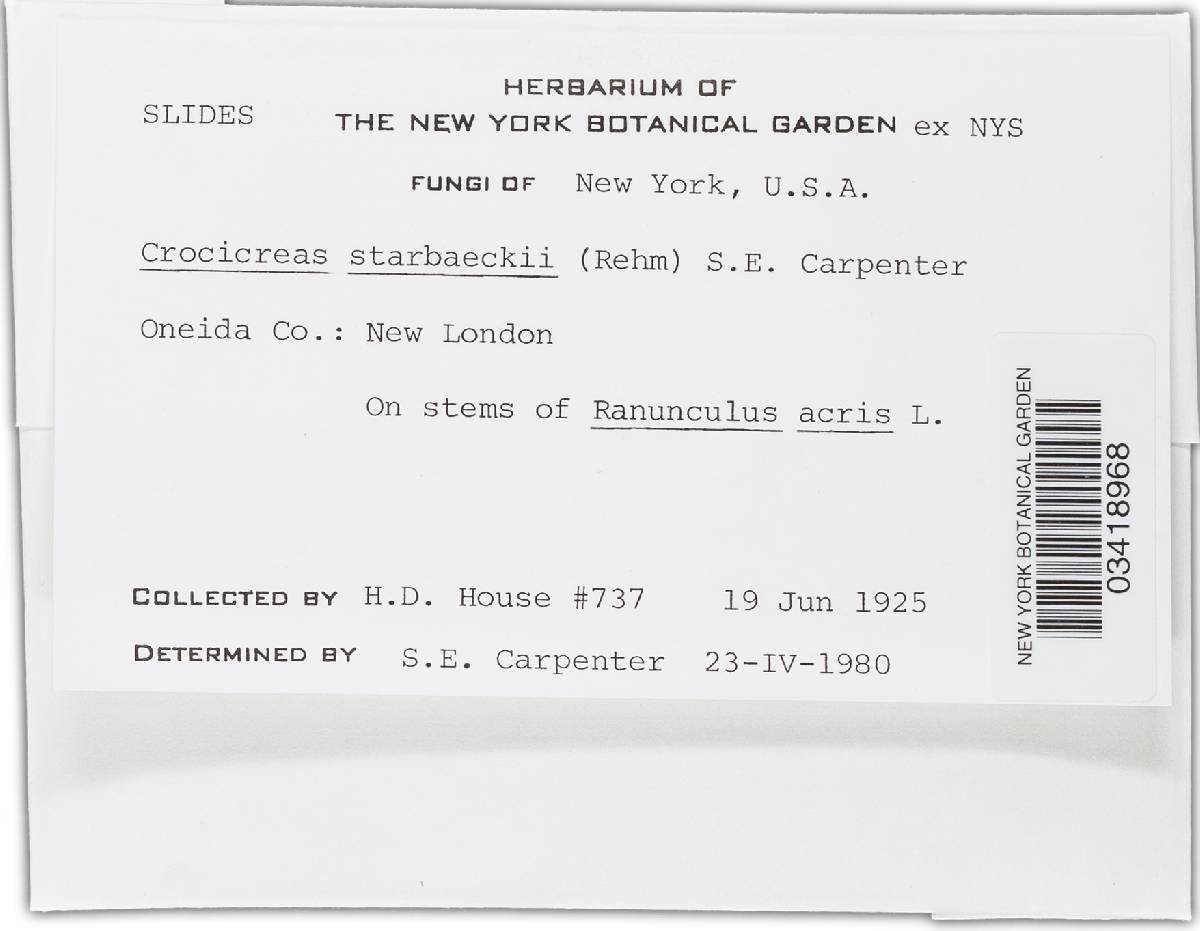 HERBARIUM OF
SLIDES THE NEW YORK BOTANICAL GARDEN ex NYS
FUNGI OF New York, U.S.A.
Crocicreas starbaeckii (Rehm) S.E. Carpenter
Oneida Co.: New London
On stems of Ranunculus acris L.
COLLECTED BY H.D. House #737 19 Jun 1925
DETERMINED BY S.E. Carpenter 23-IV-1980
NEW YORK BOTANICAL GARDEN
03418968